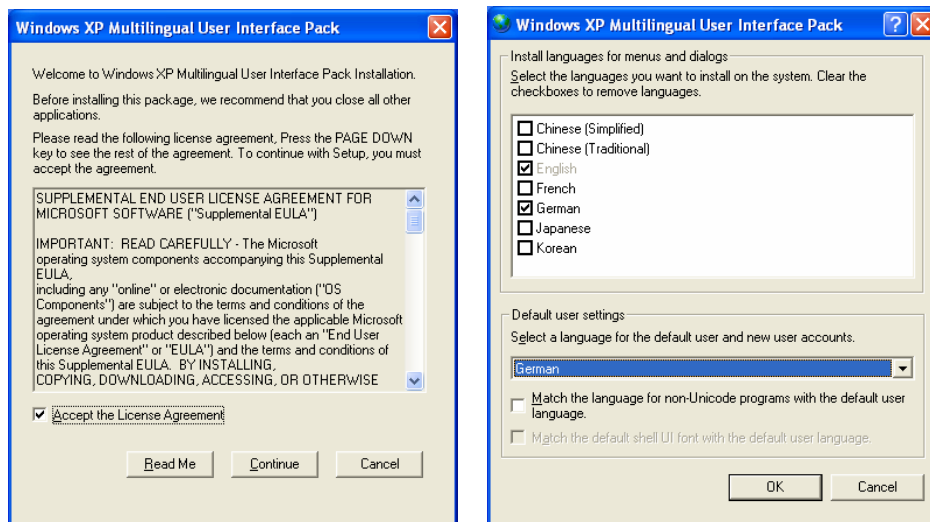 Windows XP Multilingual User Interface Pack
Welcome to Windows XP Multilingual User Interface Pack Installation.
Before installing this package, we recommend that you close all other
applications.
Please read the following license agreement, Press the PAGE DOWN
key to see the rest of the agreement. To continue with Setup, you must
accept the agreement.
SUPPLEMENTAL END USER LICENSE AGREEMENT FOR
MICROSOFT SOFTWARE ("Supplemental EULA")
IMPORTANT: READ CAREFULLY - The Microsoft
operating system components accompanying this Supplemental
EULA,
including any "online" or electronic documentation ("OS
Components") are subject to the terms and conditions of the
agreement under which you have licensed the applicable Microsoft
operating system product described below (each an "End User
License Agreement" or "EULA") and the terms and conditions of
this Supplemental EULA. BY INSTALLING,
COPYING, DOWNLOADING, ACCESSING, OR OTHERWISE
Accept the License Agreement
Read Me Continue Cancel
Windows XP Multilingual User Interface Pack
Install languages for menus and dialogs
Select the languages you want to install on the system. Clear the
checkboxes to remove languages.
Chinese (Simplified)
Chinese (Traditional)
English
French
German
Japanese
Korean
Default user settings
Select a language for the default user and new user accounts.
German
Match the language for non-Unicode programs with the default user
language.
Match the default shell UI font with the default user language.
OK Cancel